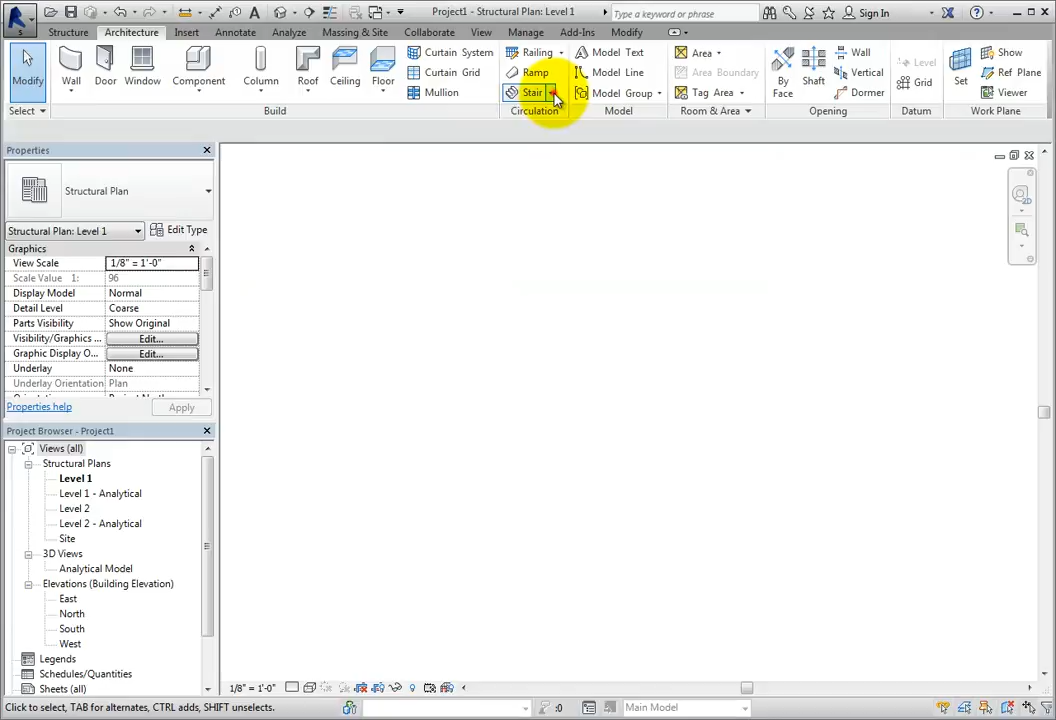 Project1 - Structural Plan: Level 1
Type a keyword or phrase
Sign In
Structure Architecture Insert Annotate Analyze Massing & Site Collaborate View Manage Add-Ins Modify
Modify Wall Door Window Component Column Roof Ceiling Floor
Curtain System
Curtain Grid
Mullion
Railing
Ramp
Stair
Model Text
Model Line
Model Group
Area
Area Boundary
Tag Area
By Face
Shaft
Wall
Vertical
Dormer
Level
Grid
Set
Show
Ref Plane
Viewer
Select Build Circulation Model Room & Area Opening Datum Work Plane
Properties
Structural Plan
Structural Plan: Level 1 Edit Type
Graphics
View Scale 1/8" = 1'-0"
Scale Value 1: 96
Display Model Normal
Detail Level Coarse
Parts Visibility Show Original
Visibility/Graphics ... Edit...
Graphic Display O... Edit...
Underlay None
Underlay Orientation Plan
Properties help Apply
Project Browser - Project1
Views (all)
Structural Plans
Level 1
Level 1 - Analytical
Level 2
Level 2 - Analytical
Site
3D Views
Analytical Model
Elevations (Building Elevation)
East
North
South
West
Legends
Schedules/Quantities
Sheets (all)
1/8" = 1'-0"
Click to select, TAB for alternates, CTRL adds, SHIFT unselects.
:0
Main Model